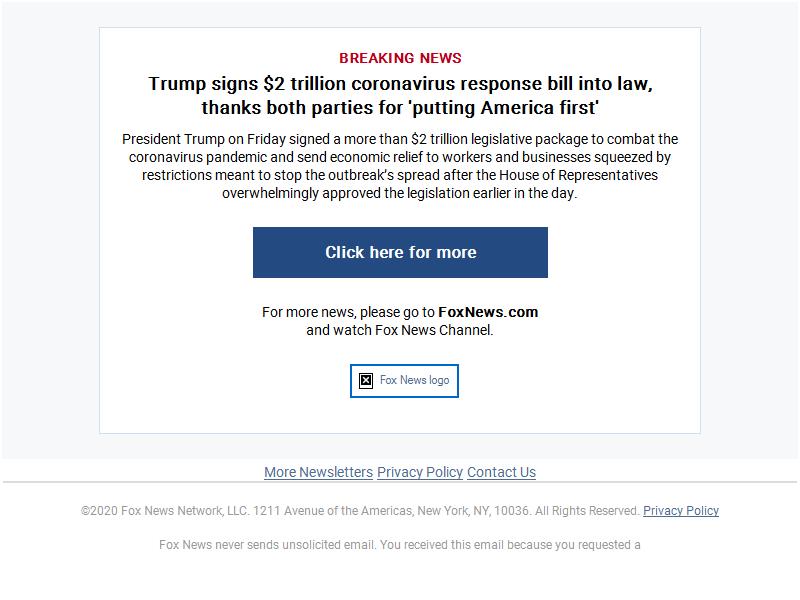 BREAKING NEWS
Trump signs $2 trillion coronavirus response bill into law,
thanks both parties for 'putting America first'
President Trump on Friday signed a more than $2 trillion legislative package to combat the
coronavirus pandemic and send economic relief to workers and businesses squeezed by
restrictions meant to stop the outbreak’s spread after the House of Representatives
overwhelmingly approved the legislation earlier in the day.
Click here for more
For more news, please go to FoxNews.com
and watch Fox News Channel.
Fox News logo
More Newsletters Privacy Policy Contact Us
©2020 Fox News Network, LLC. 1211 Avenue of the Americas, New York, NY, 10036. All Rights Reserved. Privacy Policy
Fox News never sends unsolicited email. You received this email because you requested a